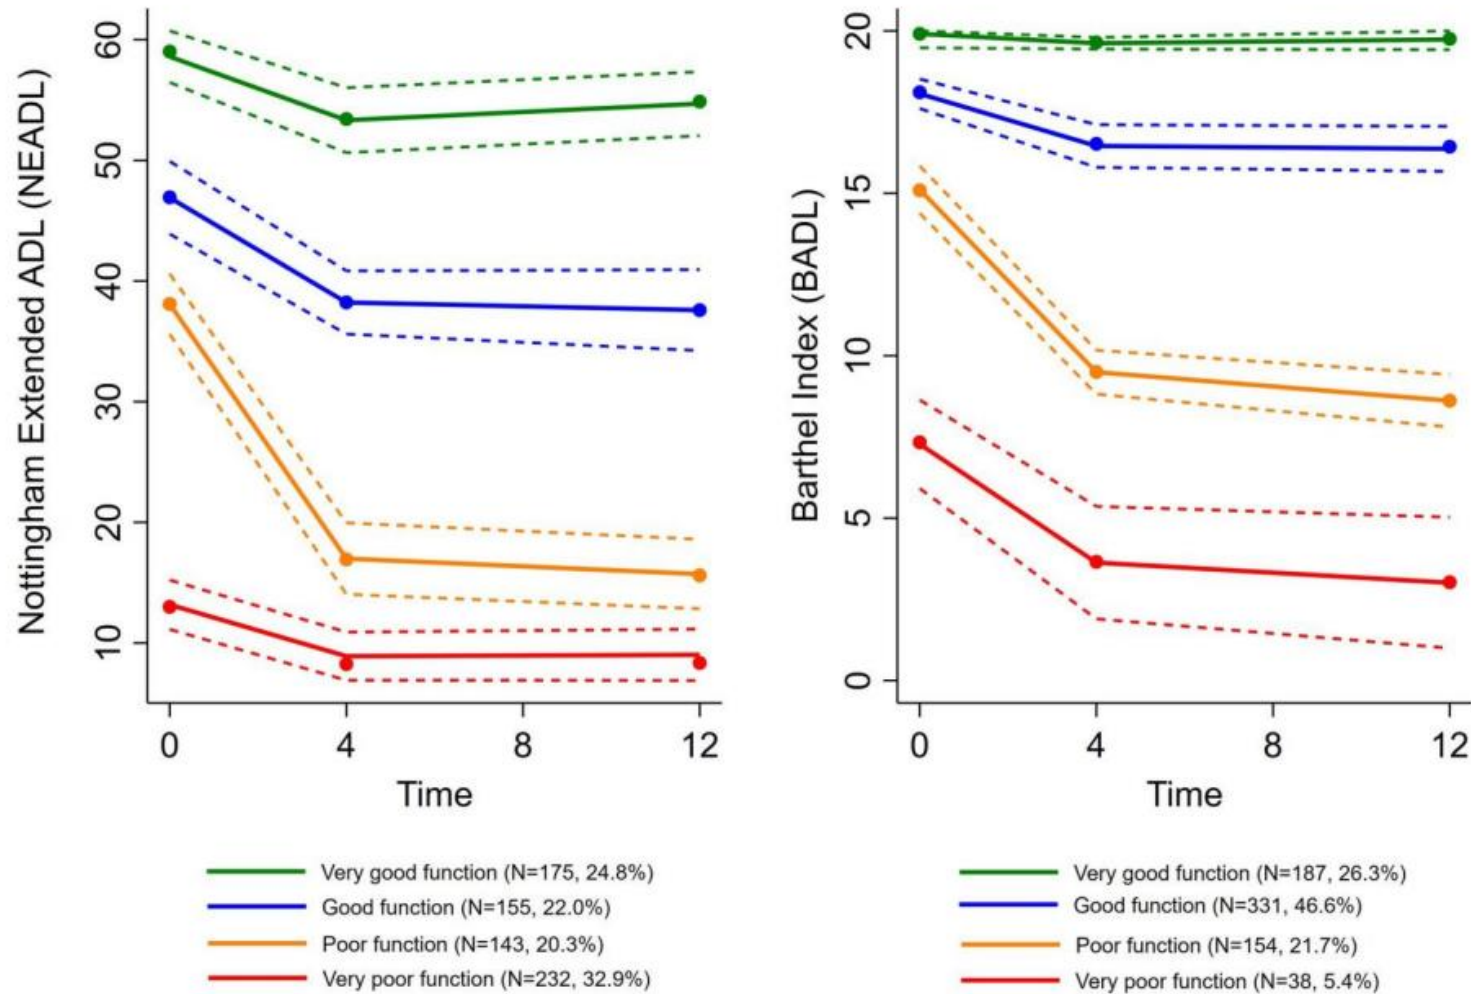 Nottingham Extended ADL (NEADL)
60
50
40
30
20
10
0 4 8 12
Time
Very good function (N=175, 24.8%)
Good function (N=155, 22.0%)
Poor function (N=143, 20.3%)
Very poor function (N=232, 32.9%)
Barthel Index (BADL)
20
15
10
5
0
0 4 8 12
Time
Very good function (N=187, 26.3%)
Good function (N=331, 46.6%)
Poor function (N=154, 21.7%)
Very poor function (N=38, 5.4%)